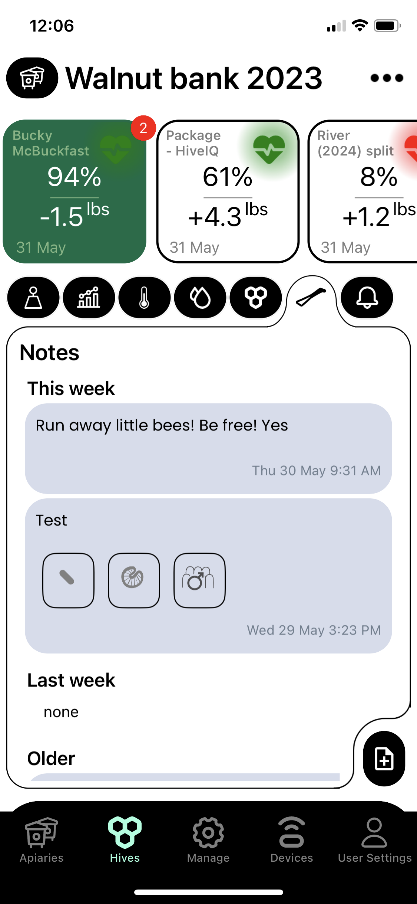 12:06
Walnut bank 2023
Bucky
McBuckfast
2
94%
-1.5 lbs
31 May
Package
- HiveIQ
61%
+4.3 lbs
31 May
River
(2024) split
8%
+1.2 lbs
31 May
Notes
This week
Run away little bees! Be free! Yes
Thu 30 May 9:31 AM
Test
Wed 29 May 3:23 PM
Last week
none
Older
Apiaries
Hives
Manage
Devices
User Settings